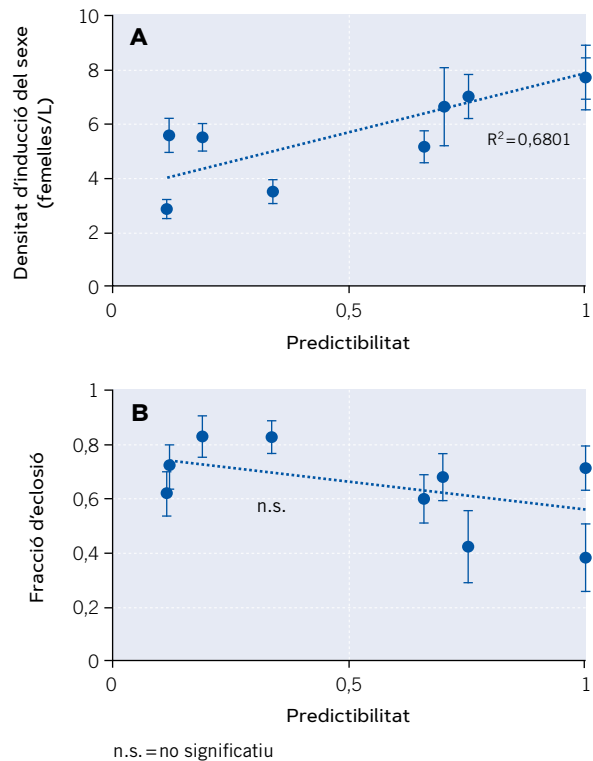 A
Densitat d'inducció del sexe
(femelles/L)
10
8
6
4
2
0
R²=0,6801
0
0,5
1
Predictibilitat
B
Fracció d'eclosió
1
0,8
0,6
0,4
0,2
0
n.s.
0
0,5
1
Predictibilitat
n.s.=no significatiu